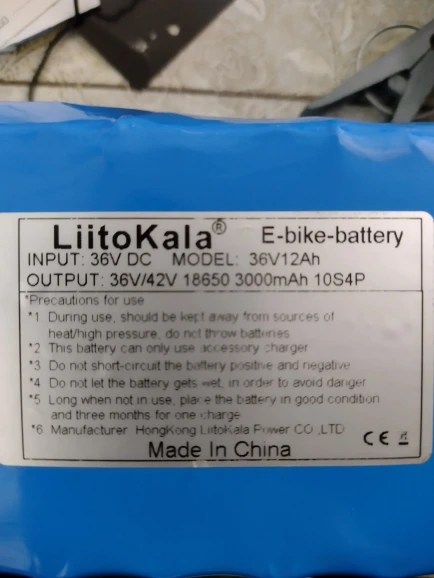 LiitoKala® E-bike-battery
INPUT: 36V DC MODEL: 36V12Ah
OUTPUT: 36V/42V 18650 3000mAh 10S4P
*Precautions for use
*1 During use, should be kept away from sources of
heat/high pressure, do not throw batteries
*2 This battery can only use accessory charger
*3 Do not short-circuit the battery positive and negative
*4 Do not let the battery gets wet, in order to avoid danger
*5 Long when not in use, place the battery in good condition
and three months for one charge
*6 Manufacturer HongKong LiitoKala Power CO.,LTD
CE
Made In China